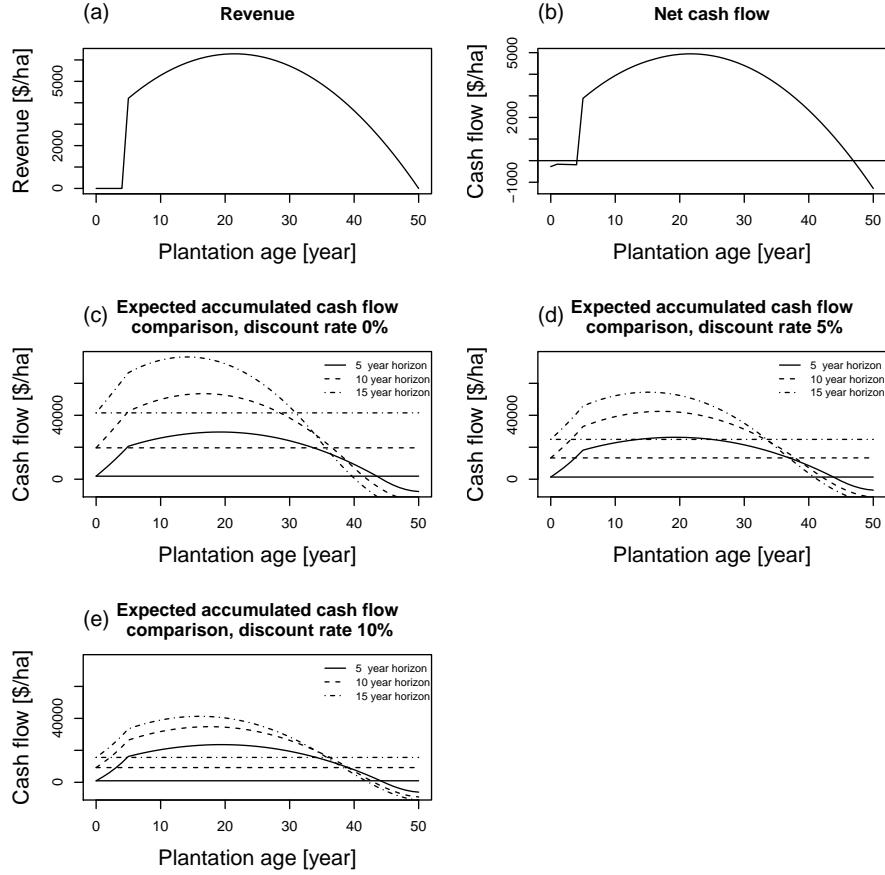 (a)
Revenue
Revenue [$/ha]
0 2000 6000
0 10 20 30 40 50
Plantation age [year]
(b)
Net cash flow
Cash flow [$/ha]
−1000 2000 5000
0 10 20 30 40 50
Plantation age [year]
(c)
Expected accumulated cash flow
comparison, discount rate 0%
Cash flow [$/ha]
0 40000
5 year horizon
10 year horizon
15 year horizon
0 10 20 30 40 50
Plantation age [year]
(d)
Expected accumulated cash flow
comparison, discount rate 5%
Cash flow [$/ha]
0 40000
5 year horizon
10 year horizon
15 year horizon
0 10 20 30 40 50
Plantation age [year]
(e)
Expected accumulated cash flow
comparison, discount rate 10%
Cash flow [$/ha]
0 40000
5 year horizon
10 year horizon
15 year horizon
0 10 20 30 40 50
Plantation age [year]